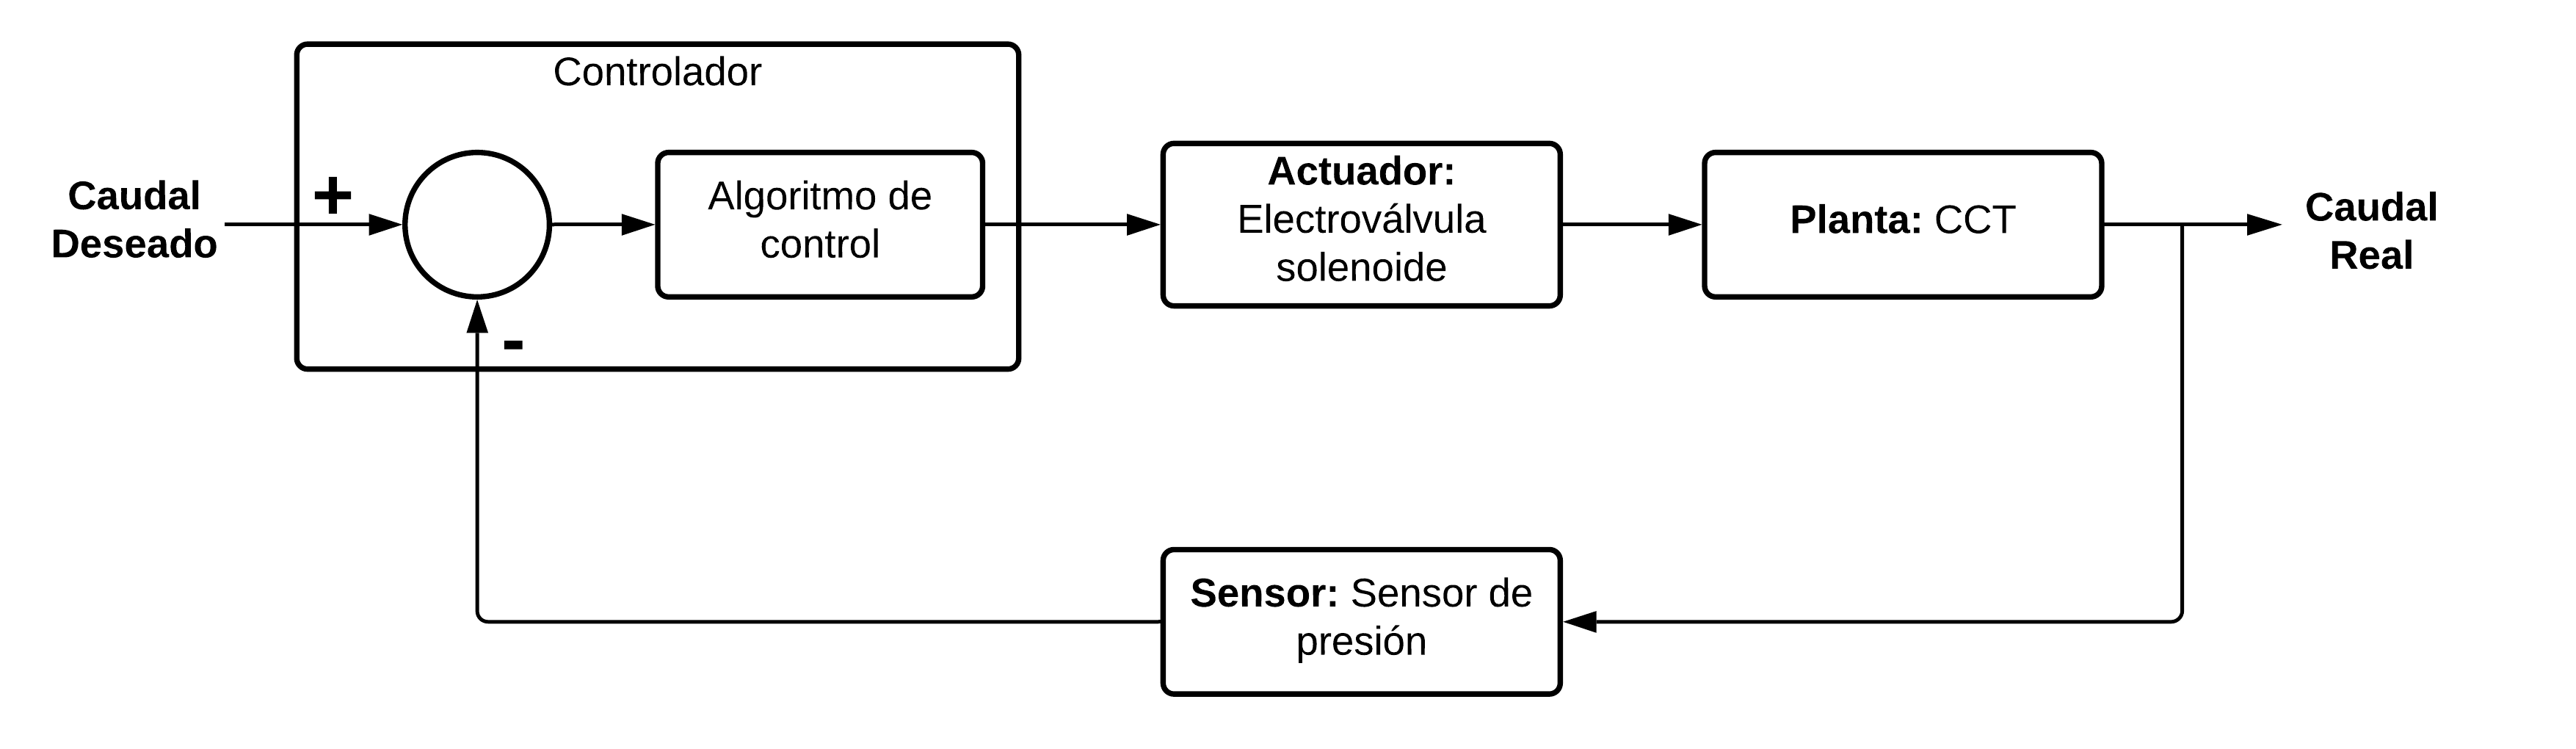 Controlador
Caudal
Deseado
+
-
Algoritmo de
control
Actuador:
Electroválvula
solenoide
Planta: CCT
Caudal
Real
Sensor: Sensor de
presión